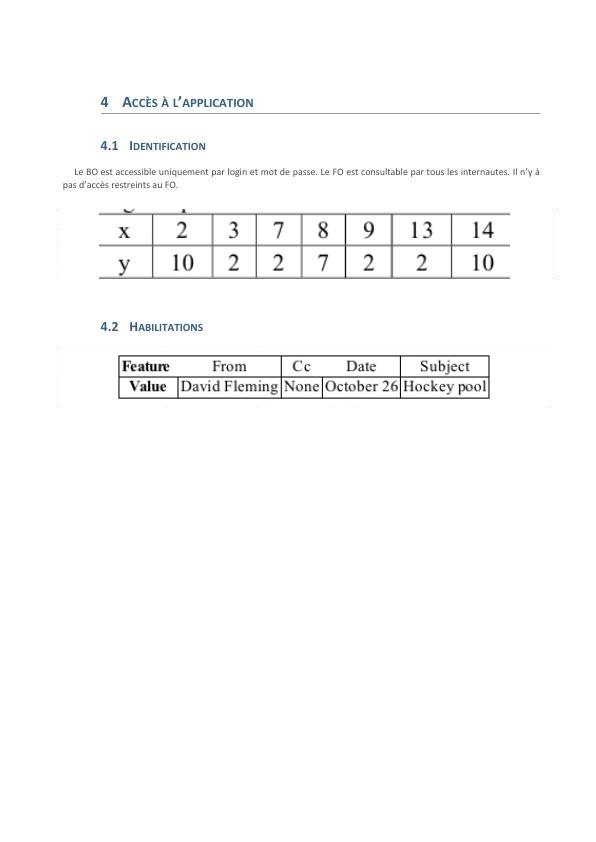 4 ACCÈS À L’APPLICATION
4.1 IDENTIFICATION
Le BO est accessible uniquement par login et mot de passe. Le FO est consultable par tous les internautes. Il n’y à
pas d’accès restreints au FO.
x 2 3 7 8 9 13 14
y 10 2 2 7 2 2 10
4.2 HABILITATIONS
Feature From Cc Date Subject
Value David Fleming None October 26 Hockey pool